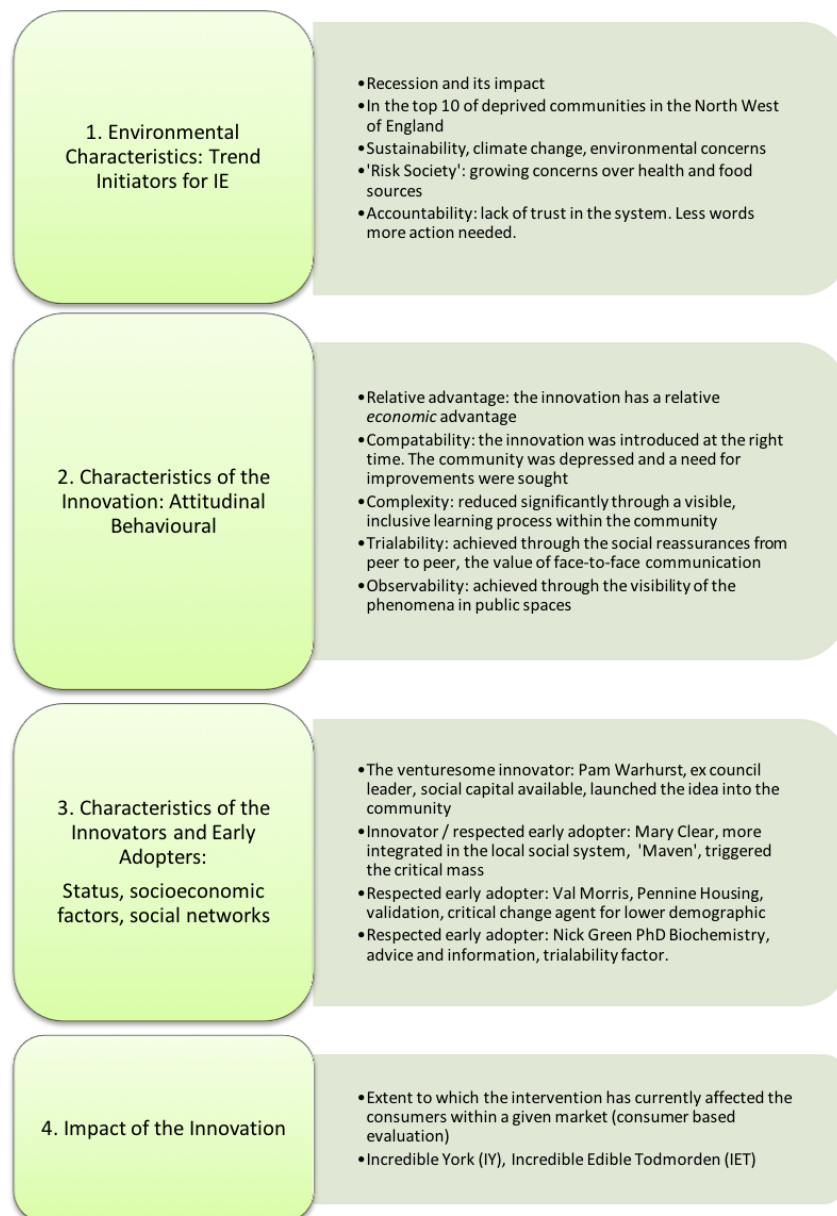 1. Environmental
Characteristics: Trend
Initiators for IE
•Recession and its impact
•In the top 10 of deprived communities in the North West
of England
•Sustainability, climate change, environmental concerns
•'Risk Society': growing concerns over health and food
sources
•Accountability: lack of trust in the system. Less words
more action needed.
2. Characteristics of the
Innovation: Attitudinal
Behavioural
•Relative advantage: the innovation has a relative
economic advantage
•Compatability: the innovation was introduced at the right
time. The community was depressed and a need for
improvements were sought
•Complexity: reduced significantly through a visible,
inclusive learning process within the community
•Trialability: achieved through the social reassurances from
peer to peer, the value of face-to-face communication
•Observability: achieved through the visibility of the
phenomena in public spaces
3. Characteristics of the
Innovators and Early
Adopters:
Status, socioeconomic
factors, social networks
•The venturesome innovator: Pam Warhurst, ex council
leader, social capital available, launched the idea into the
community
•Innovator / respected early adopter: Mary Clear, more
integrated in the local social system, 'Maven', triggered
the critical mass
•Respected early adopter: Val Morris, Pennine Housing,
validation, critical change agent for lower demographic
•Respected early adopter: Nick Green PhD Biochemistry,
advice and information, trialability factor.
4. Impact of the Innovation
•Extent to which the intervention has currently affected the
consumers within a given market (consumer based
evaluation)
•Incredible York (IY), Incredible Edible Todmorden (IET)